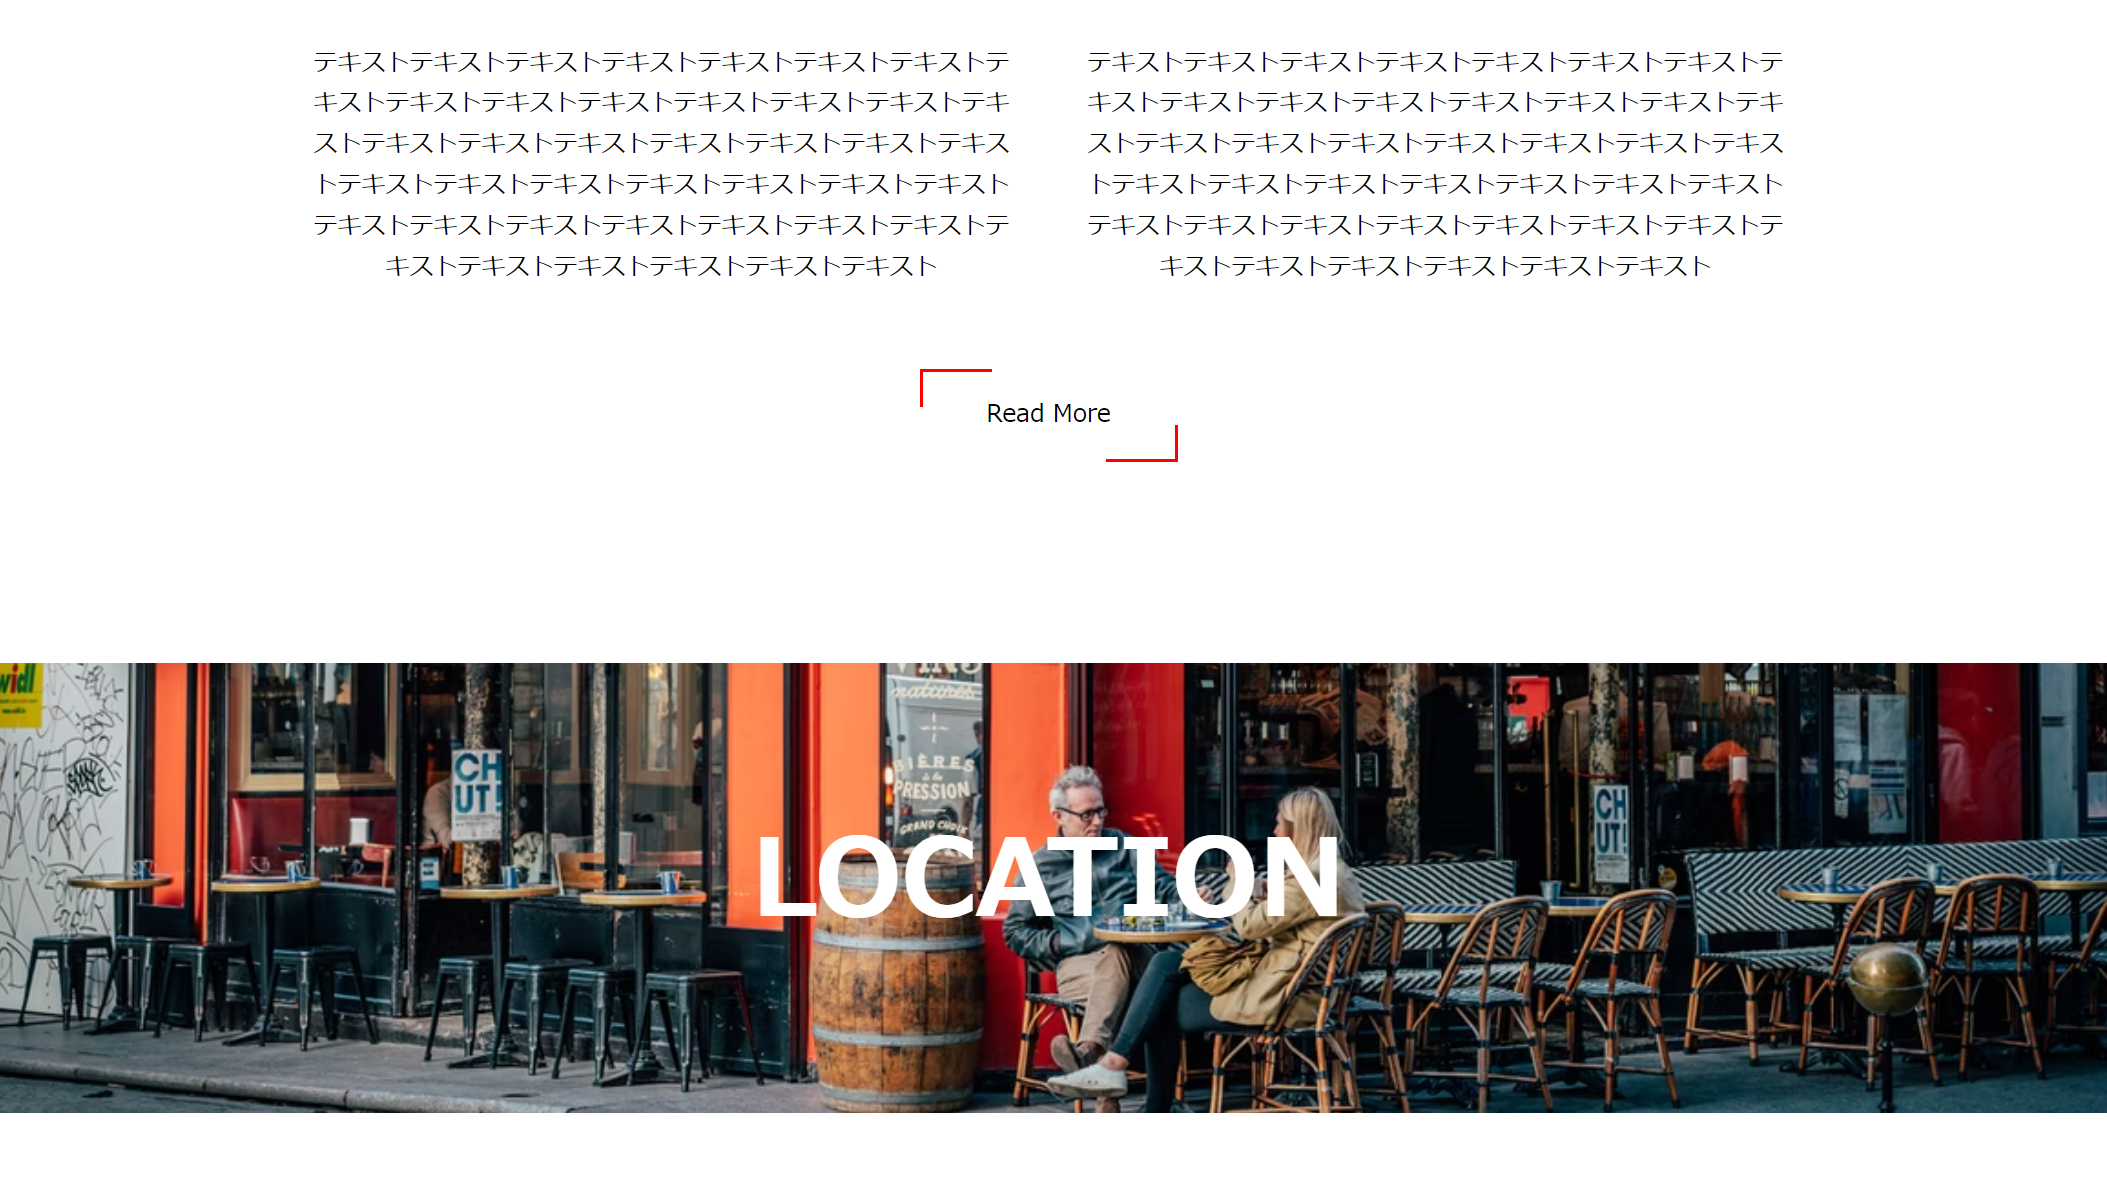 テキストテキストテキストテキストテキストテキストテキストテ
キストテキストテキストテキストテキストテキストテキストテキ
ストテキストテキストテキストテキストテキストテキストテキス
トテキストテキストテキストテキストテキストテキストテキスト
テキストテキストテキストテキストテキストテキストテキストテ
キストテキストテキストテキストテキストテキスト
テキストテキストテキストテキストテキストテキストテキストテ
キストテキストテキストテキストテキストテキストテキストテキ
ストテキストテキストテキストテキストテキストテキストテキス
トテキストテキストテキストテキストテキストテキストテキスト
テキストテキストテキストテキストテキストテキストテキストテ
キストテキストテキストテキストテキストテキスト
Read More
VINS
natures
BIÈRES
à la
PRESSION
GRAND CHOIX
CH
UT!
CH
UT!
LOCATION